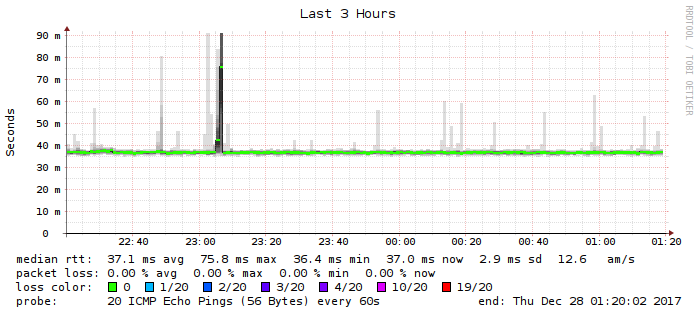 Last 3 Hours
RRDTOOL / TOBI OETIKER
Seconds
90 m
80 m
70 m
60 m
50 m
40 m
30 m
20 m
10 m
0
22:40 23:00 23:20 23:40 00:00 00:20 00:40 01:00 01:20
median rtt: 37.1 ms avg 75.8 ms max 36.4 ms min 37.0 ms now 2.9 ms sd 12.6 am/s
packet loss: 0.00 % avg 0.00 % max 0.00 % min 0.00 % now
loss color: 0 1/20 2/20 3/20 4/20 10/20 19/20
probe: 20 ICMP Echo Pings (56 Bytes) every 60s end: Thu Dec 28 01:20:02 2017